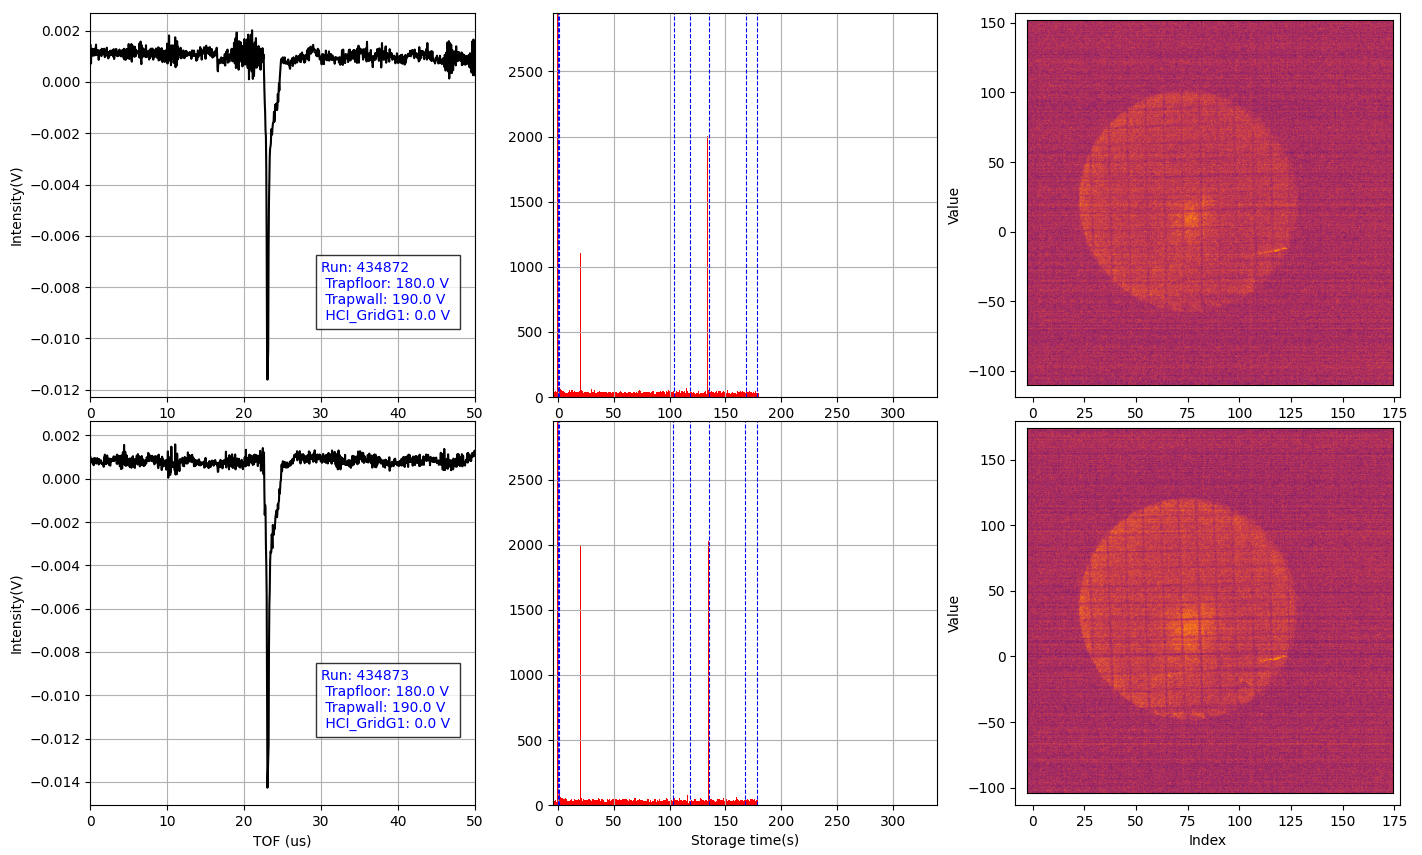 0.002
0.000
−0.002
−0.004
−0.006
−0.008
−0.010
−0.012
Intensity(V)
0 10 20 30 40 50
Run: 434872
Trapfloor: 180.0 V
Trapwall: 190.0 V
HCI_GridG1: 0.0 V
2500
2000
1500
1000
500
0
0 50 100 150 200 250 300
Value
150
100
50
0
−50
−100
0 25 50 75 100 125 150 175
0.002
0.000
−0.002
−0.004
−0.006
−0.008
−0.010
−0.012
−0.014
Intensity(V)
0 10 20 30 40 50
TOF (us)
Run: 434873
Trapfloor: 180.0 V
Trapwall: 190.0 V
HCI_GridG1: 0.0 V
2500
2000
1500
1000
500
0
0 50 100 150 200 250 300
Storage time(s)
Value
150
100
50
0
−50
−100
0 25 50 75 100 125 150 175
Index